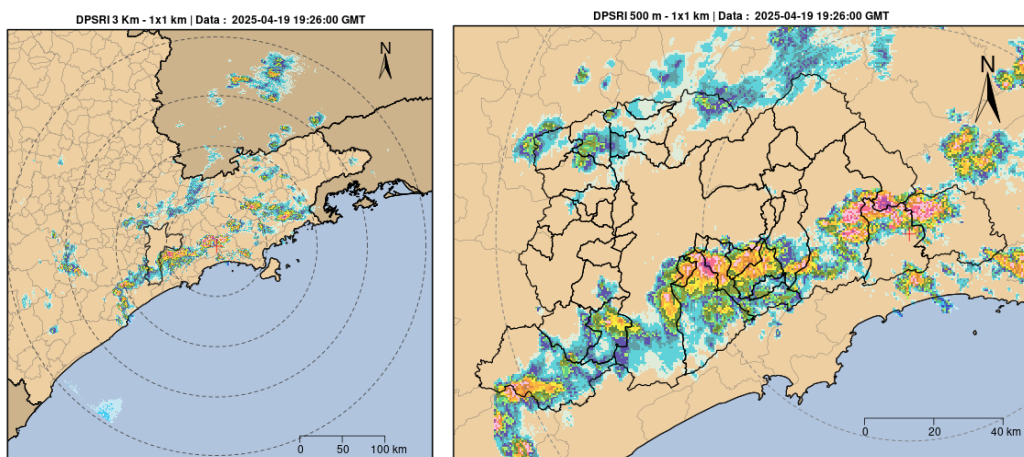 DPSRI 3 Km - 1x1 km | Data : 2025-04-19 19:26:00 GMT
N
0 50 100 km
DPSRI 500 m - 1x1 km | Data : 2025-04-19 19:26:00 GMT
N
0 20 40 km